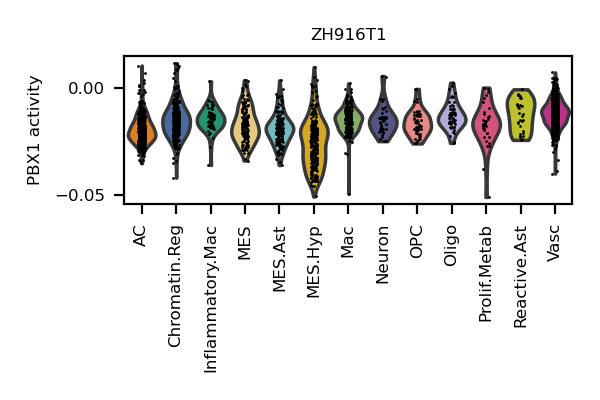 ZH916T1
PBX1 activity
0.00
−0.05
AC
Chromatin.Reg
Inflammatory.Mac
MES
MES.Ast
MES.Hyp
Mac
Neuron
OPC
Oligo
Prolif.Metab
Reactive.Ast
Vasc